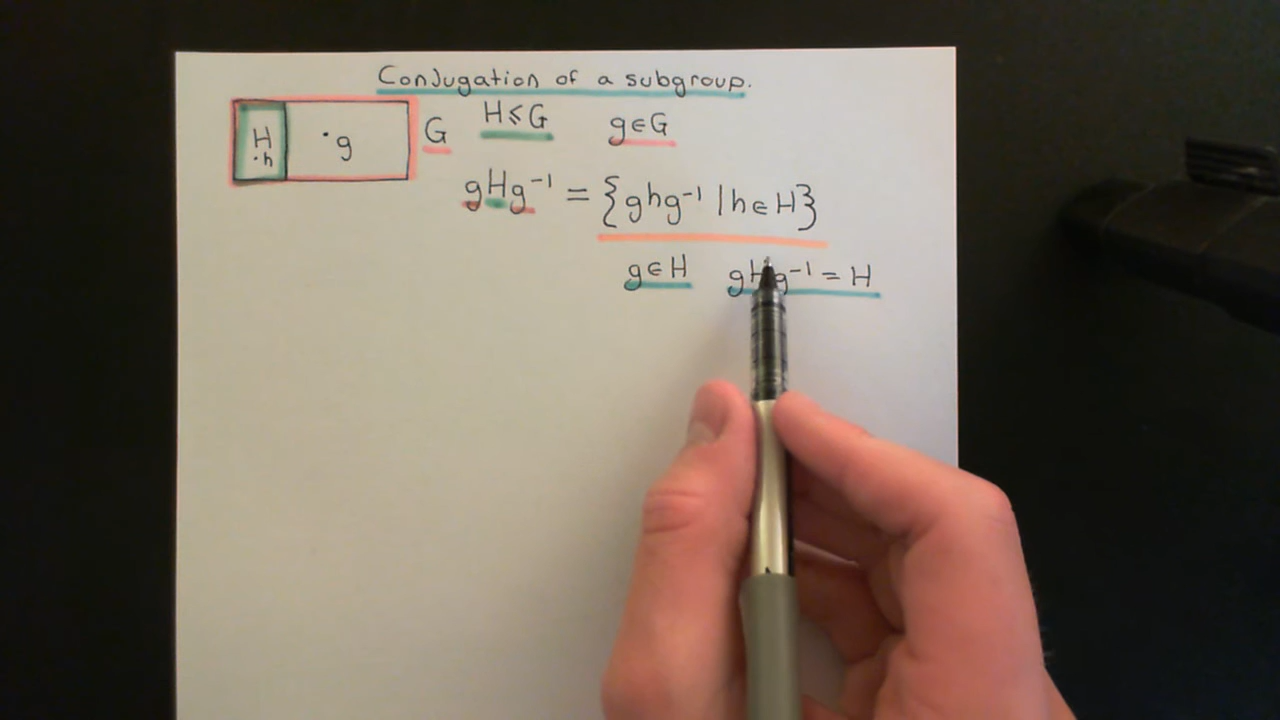 Conjugation of a subgroup.
H
·h
·g
G
H≤G
g∈G
gHg⁻¹ = {ghg⁻¹ | h∈H}
g∈H gHg⁻¹ = H